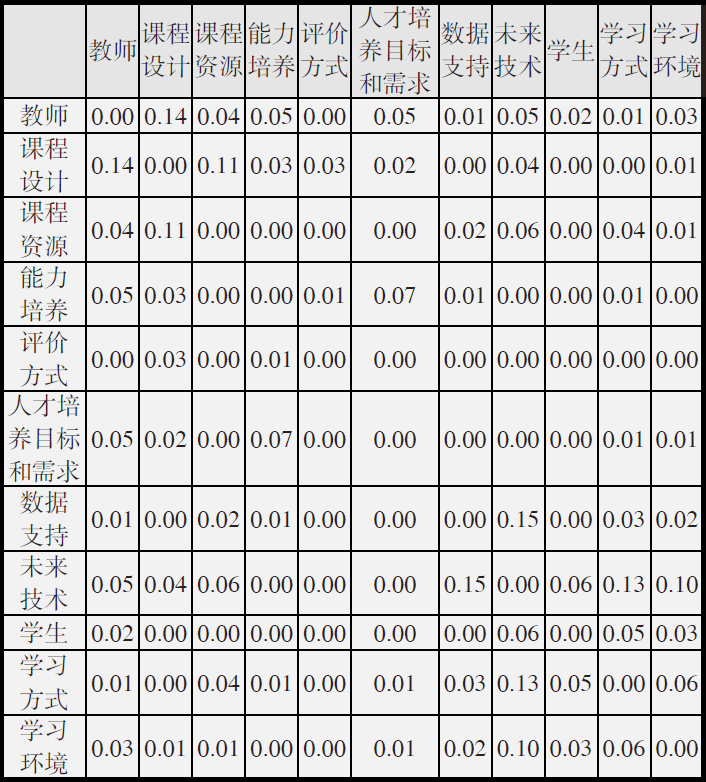 教师 课程设计 课程资源 能力培养 评价方式 人才培养目标和需求 数据支持 未来技术 学生 学习方式 学习环境
教师 0.00 0.14 0.04 0.05 0.00 0.05 0.01 0.05 0.02 0.01 0.03
课程设计 0.14 0.00 0.11 0.03 0.03 0.02 0.00 0.04 0.00 0.00 0.01
课程资源 0.04 0.11 0.00 0.00 0.00 0.00 0.02 0.06 0.00 0.04 0.01
能力培养 0.05 0.03 0.00 0.00 0.01 0.07 0.01 0.00 0.00 0.01 0.00
评价方式 0.00 0.03 0.00 0.01 0.00 0.00 0.00 0.00 0.00 0.00 0.00
人才培养目标和需求 0.05 0.02 0.00 0.07 0.00 0.00 0.00 0.00 0.00 0.01 0.01
数据支持 0.01 0.00 0.02 0.01 0.00 0.00 0.00 0.15 0.00 0.03 0.02
未来技术 0.05 0.04 0.06 0.00 0.00 0.00 0.15 0.00 0.06 0.13 0.10
学生 0.02 0.00 0.00 0.00 0.00 0.00 0.00 0.06 0.00 0.05 0.03
学习方式 0.01 0.00 0.04 0.01 0.00 0.01 0.03 0.13 0.05 0.00 0.06
学习环境 0.03 0.01 0.01 0.00 0.00 0.01 0.02 0.10 0.03 0.06 0.00